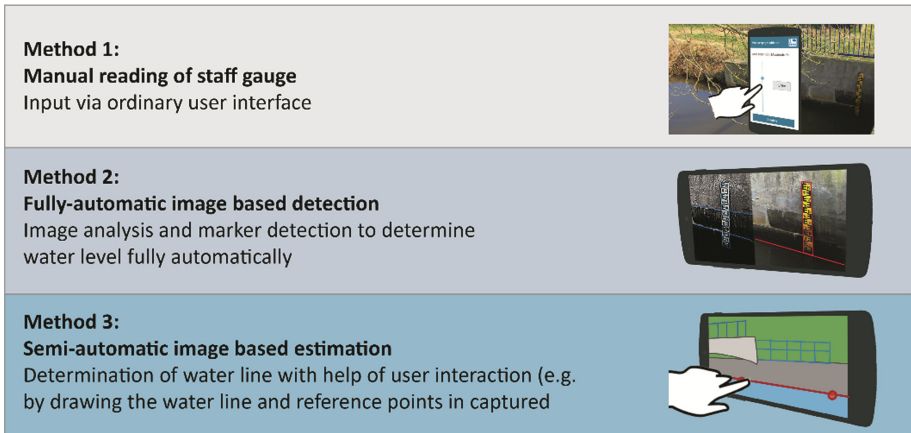 Method 1:
Manual reading of staff gauge
Input via ordinary user interface
Method 2:
Fully-automatic image based detection
Image analysis and marker detection to determine
water level fully automatically
Method 3:
Semi-automatic image based estimation
Determination of water line with help of user interaction (e.g.
by drawing the water line and reference points in captured